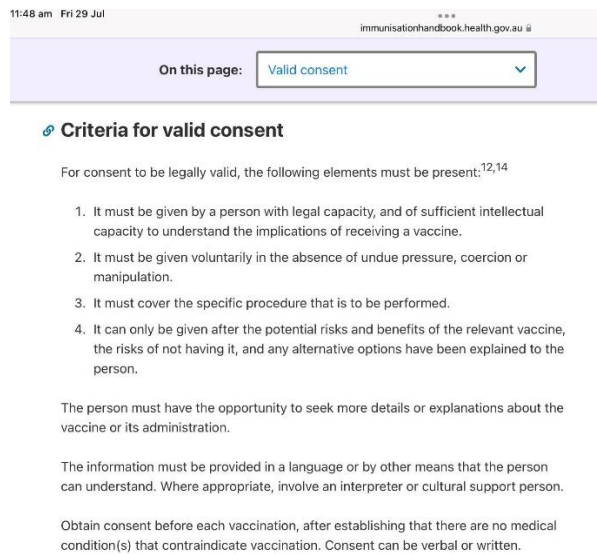 11:48 am Fri 29 Jul
immunisationhandbook.health.gov.au
On this page: Valid consent
Criteria for valid consent
For consent to be legally valid, the following elements must be present:12,14
1. It must be given by a person with legal capacity, and of sufficient intellectual
capacity to understand the implications of receiving a vaccine.
2. It must be given voluntarily in the absence of undue pressure, coercion or
manipulation.
3. It must cover the specific procedure that is to be performed.
4. It can only be given after the potential risks and benefits of the relevant vaccine,
the risks of not having it, and any alternative options have been explained to the
person.
The person must have the opportunity to seek more details or explanations about the
vaccine or its administration.
The information must be provided in a language or by other means that the person
can understand. Where appropriate, involve an interpreter or cultural support person.
Obtain consent before each vaccination, after establishing that there are no medical
condition(s) that contraindicate vaccination. Consent can be verbal or written.